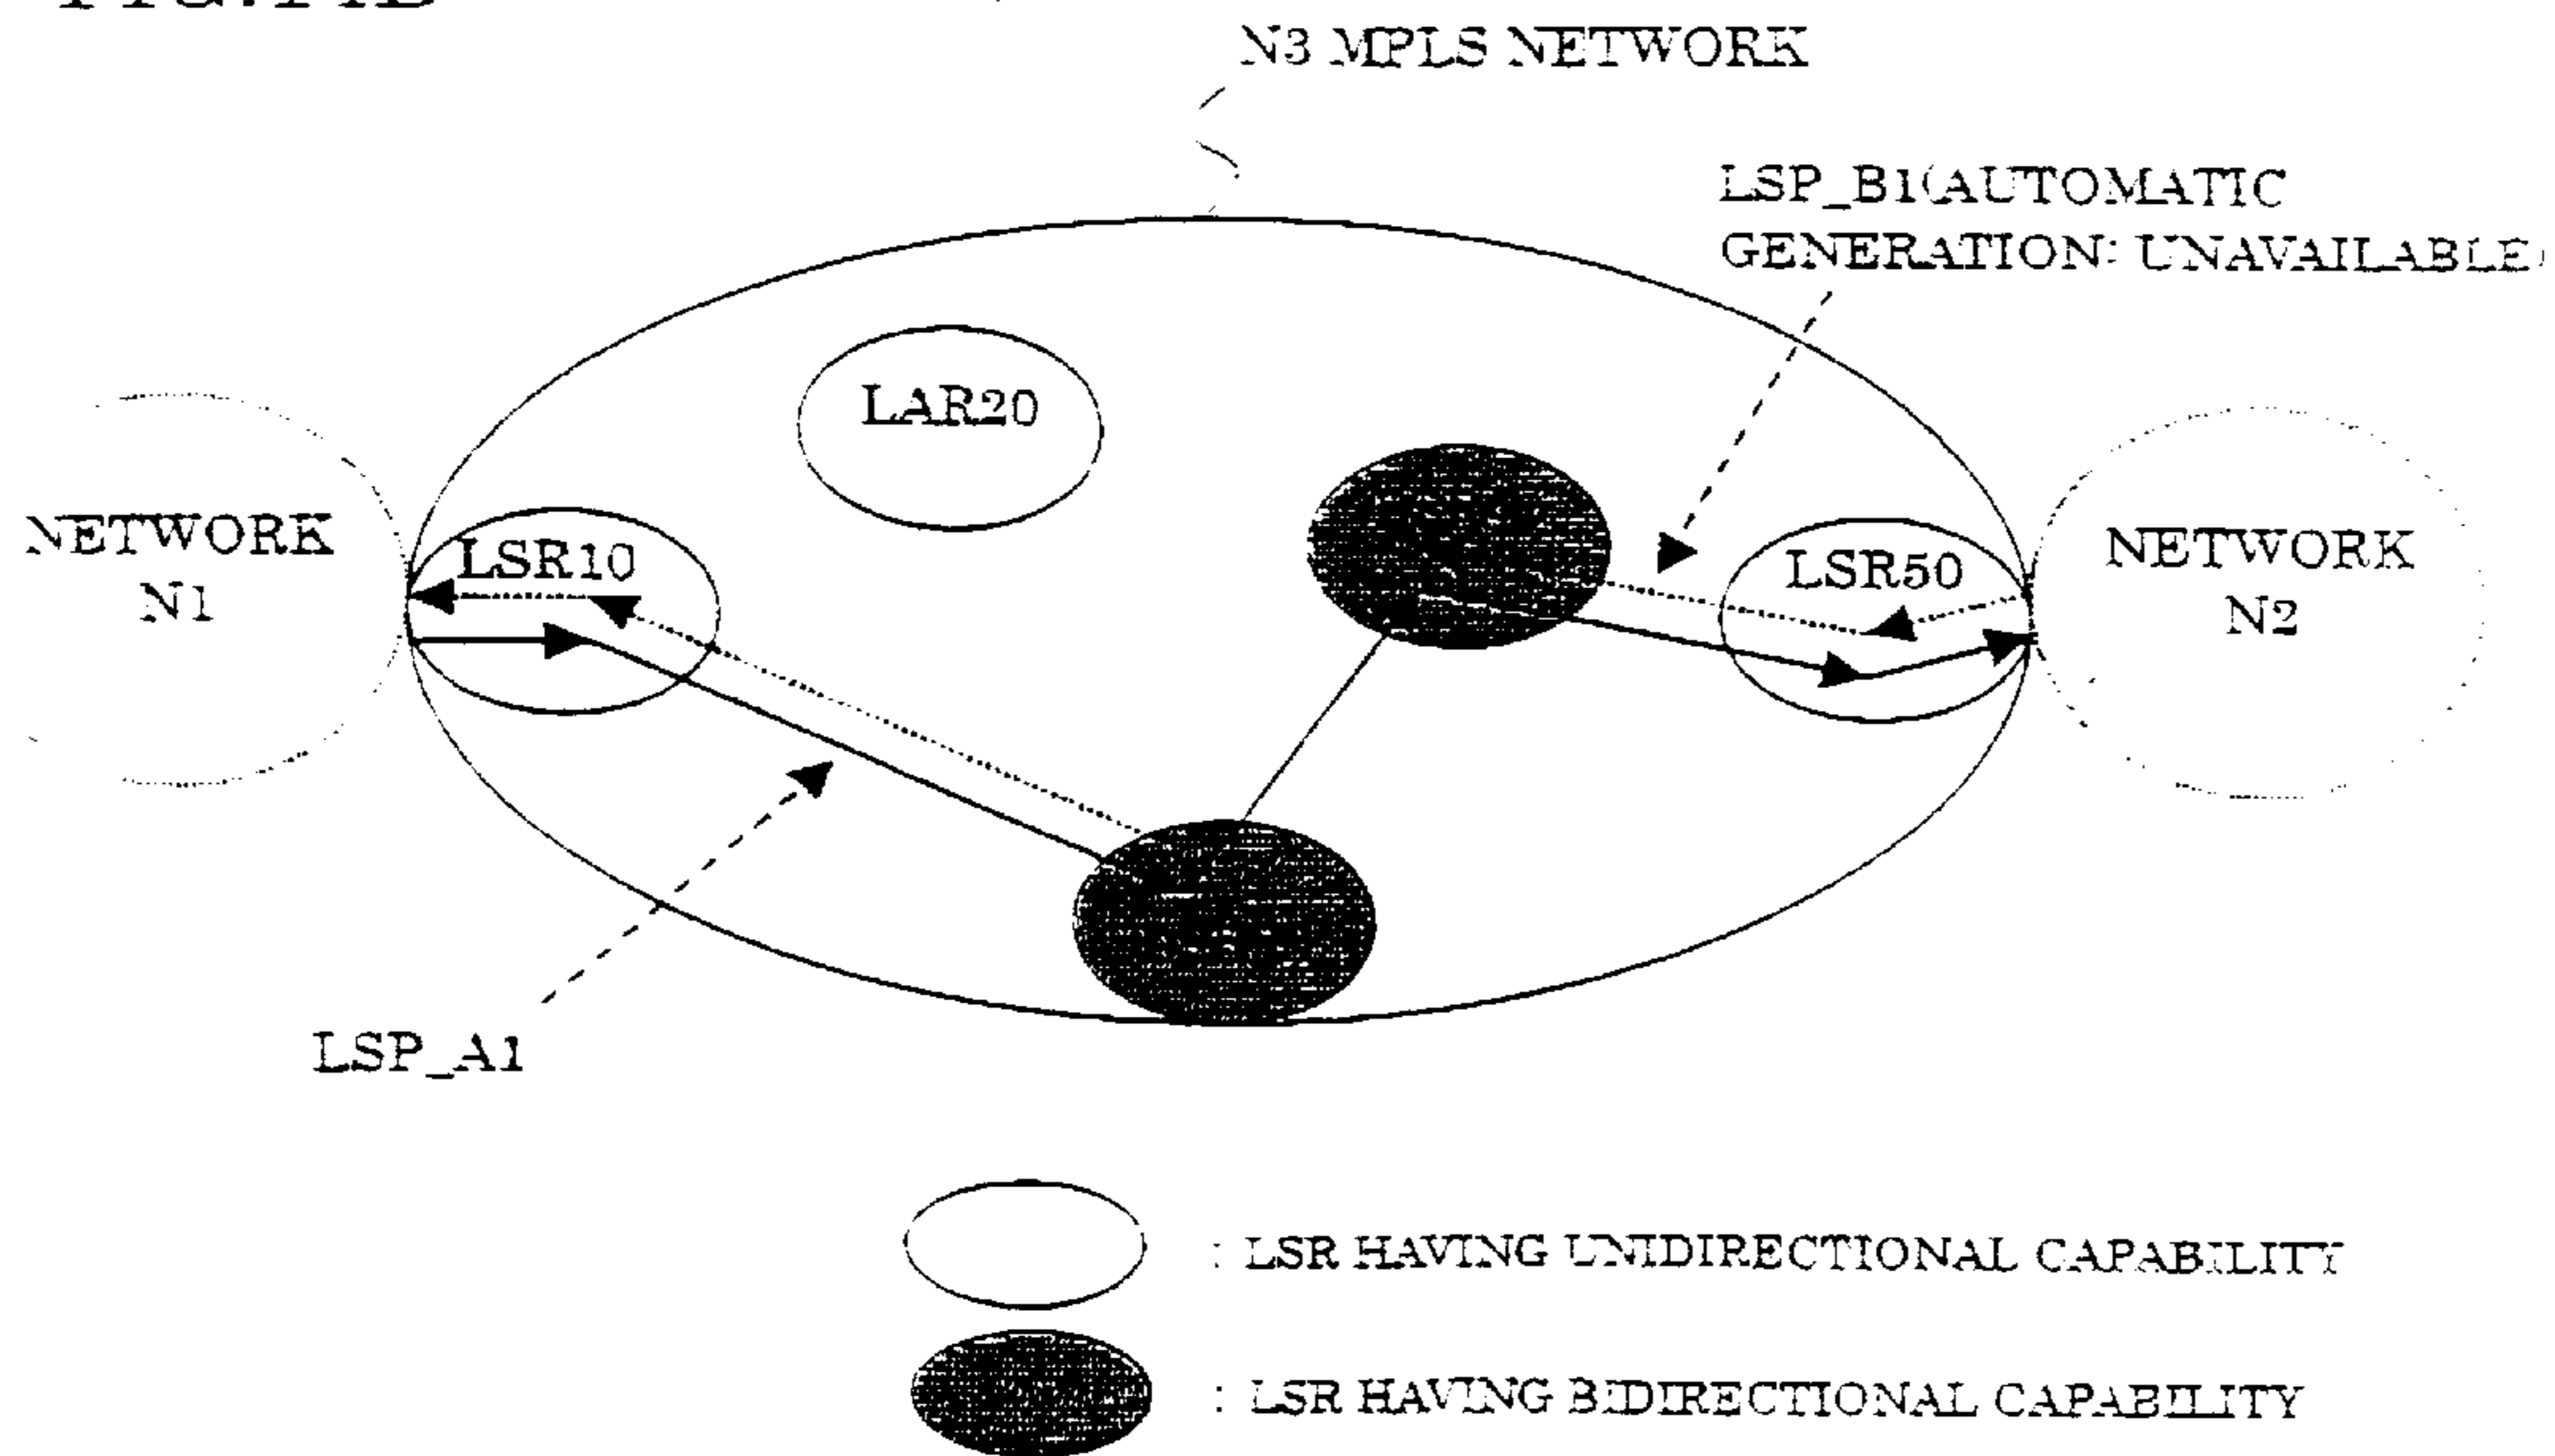 N3 MPLS NETWORK
LSP_B1(AUTOMATIC
GENERATION: UNAVAILABLE)
LAR20
NETWORK
N1
LSR10
LSR50
NETWORK
N2
LSP_A1
: LSR HAVING UNIDIRECTIONAL CAPABILITY
: LSR HAVING BIDIRECTIONAL CAPABILITY